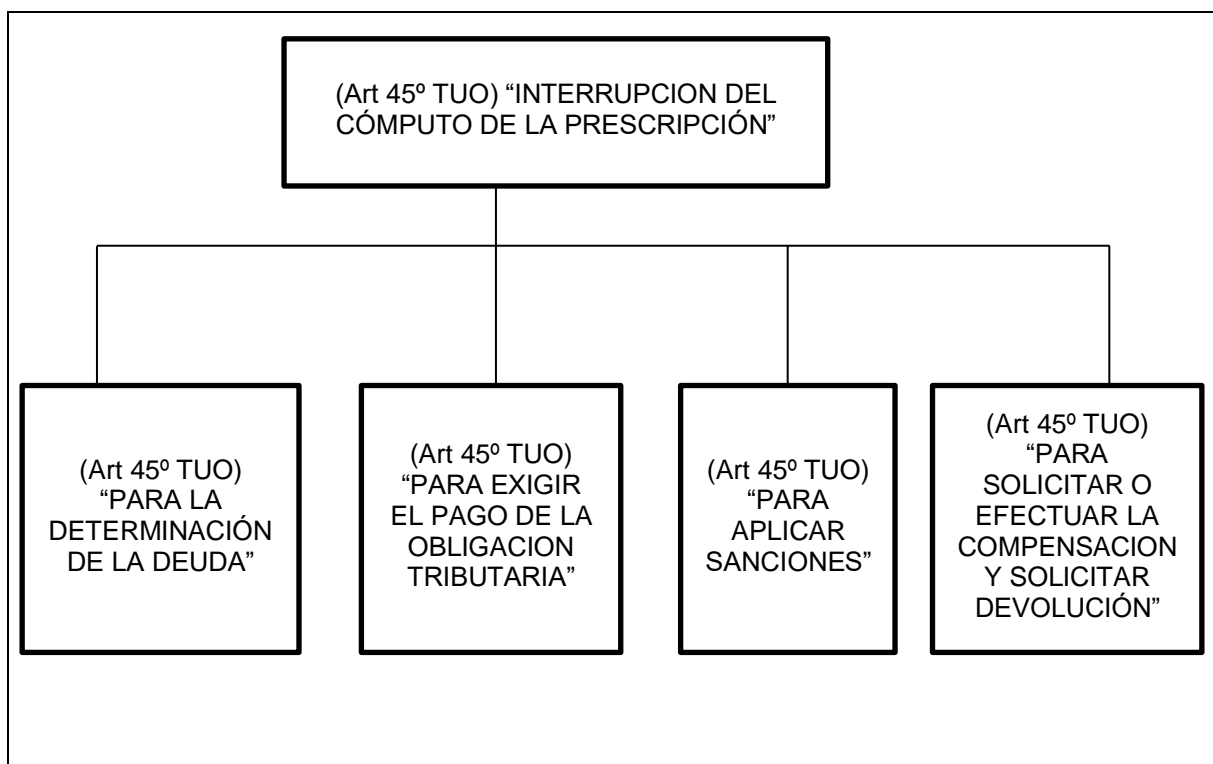 (Art 45º TUO) “INTERRUPCION DEL
CÓMPUTO DE LA PRESCRIPCIÓN”
(Art 45º TUO)
“PARA LA
DETERMINACIÓN
DE LA DEUDA”
(Art 45º TUO)
“PARA EXIGIR
EL PAGO DE LA
OBLIGACION
TRIBUTARIA”
(Art 45º TUO)
“PARA
APLICAR
SANCIONES”
(Art 45º TUO)
“PARA
SOLICITAR O
EFECTUAR LA
COMPENSACION
Y SOLICITAR
DEVOLUCIÓN”